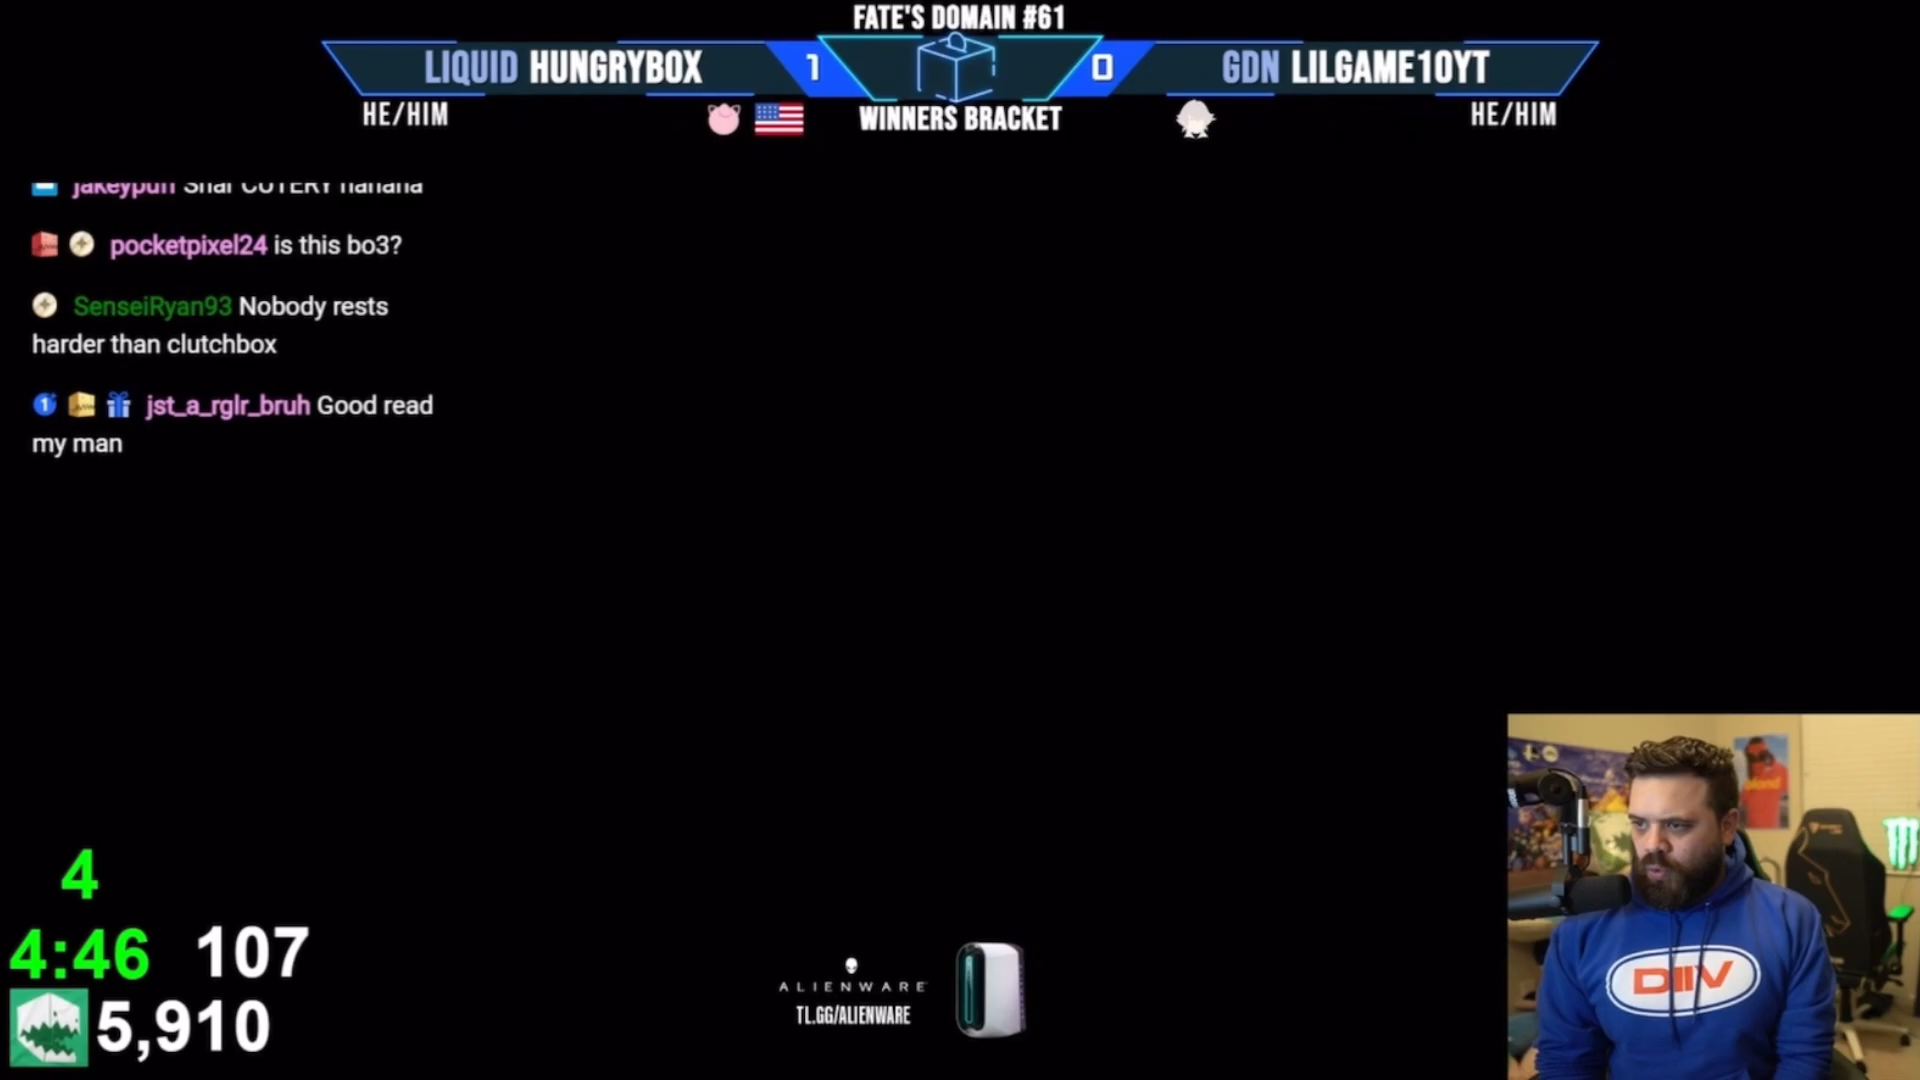 FATE'S DOMAIN #61
LIQUID HUNGRYBOX 1 0 GDN LILGAME10YT
HE/HIM WINNERS BRACKET HE/HIM
jakeypuff
pocketpixel24 is this bo3?
SenseiRyan93 Nobody rests
harder than clutchbox
jst_a_rglr_bruh Good read
my man
4
4:46 107
5,910
ALIENWARE
TL.GG/ALIENWARE
DIIV